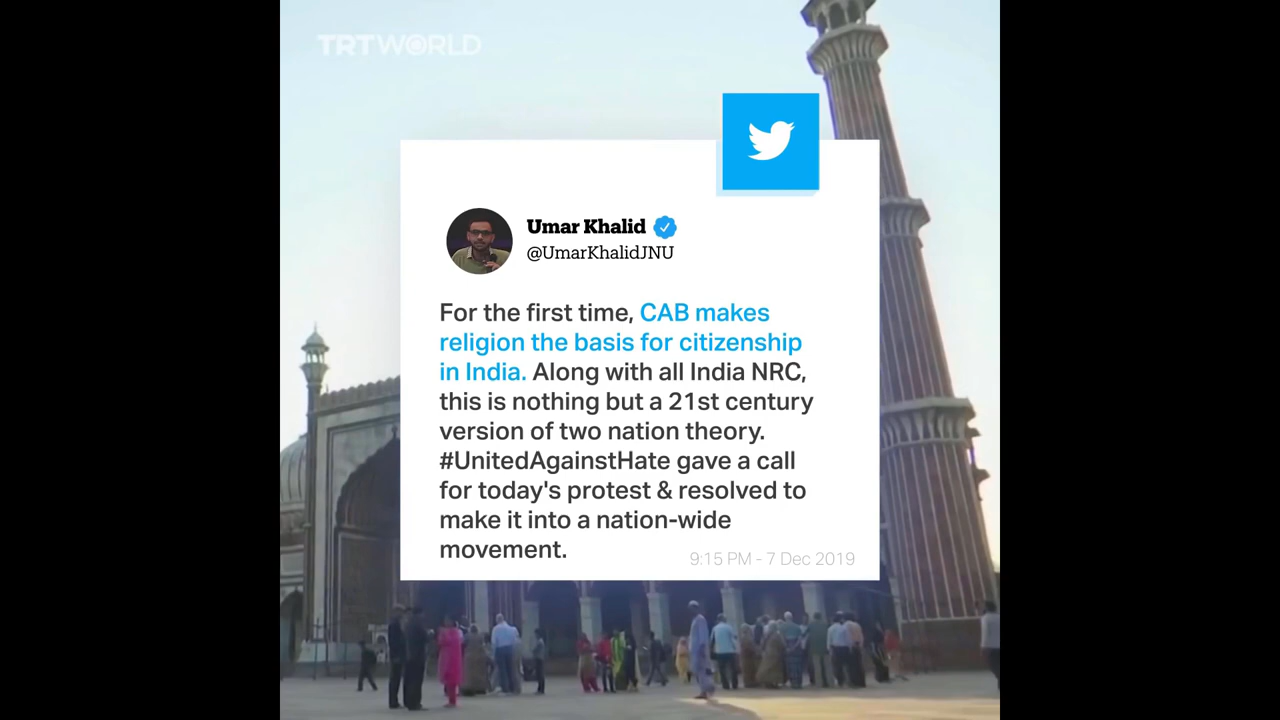 TRT WORLD
Umar Khalid
@UmarKhalidJNU
For the first time, CAB makes
religion the basis for citizenship
in India. Along with all India NRC,
this is nothing but a 21st century
version of two nation theory.
#UnitedAgainstHate gave a call
for today's protest & resolved to
make it into a nation-wide
movement.
9:15 PM - 7 Dec 2019